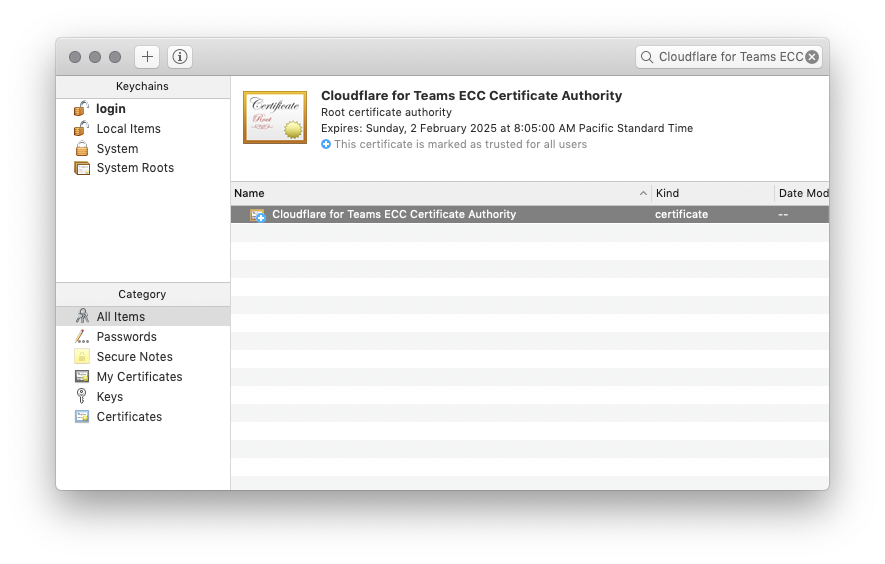 Cloudflare for Teams ECC
Keychains
login
Local Items
System
System Roots
Certificate
Root
Cloudflare for Teams ECC Certificate Authority
Root certificate authority
Expires: Sunday, 2 February 2025 at 8:05:00 AM Pacific Standard Time
This certificate is marked as trusted for all users
Name Kind Date Mod
Cloudflare for Teams ECC Certificate Authority certificate --
Category
All Items
Passwords
Secure Notes
My Certificates
Keys
Certificates